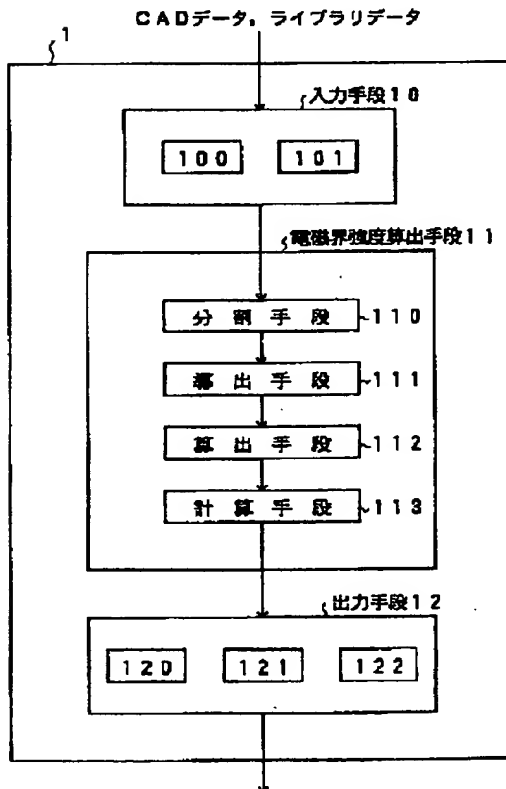 CADデータ，ライブラリデータ
1
入力手段10
100 101
電磁界強度算出手段11
分割手段 110
導出手段 111
算出手段 112
計算手段 113
出力手段12
120 121 122